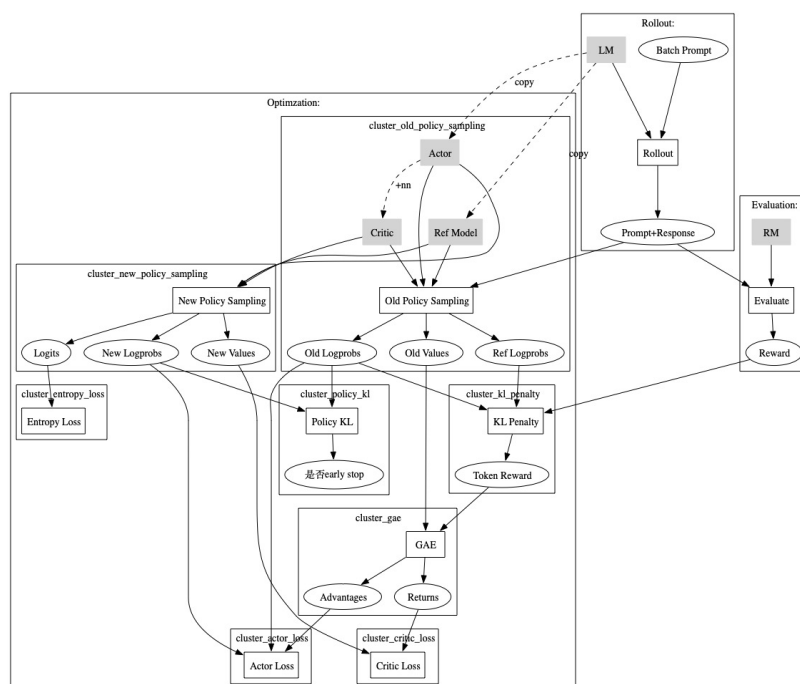 Rollout:
LM
Batch Prompt
copy
Optimzation:
cluster_old_policy_sampling
Actor
copy
Rollout
+nn
Evaluation:
Critic
Ref Model
Prompt+Response
RM
cluster_new_policy_sampling
New Policy Sampling
Old Policy Sampling
Evaluate
Logits
New Logprobs
New Values
Old Logprobs
Old Values
Ref Logprobs
Reward
cluster_entropy_loss
cluster_policy_kl
cluster_kl_penalty
Entropy Loss
Policy KL
KL Penalty
是否early stop
Token Reward
cluster_gae
GAE
Advantages
Returns
cluster_actor_loss
cluster_critic_loss
Actor Loss
Critic Loss